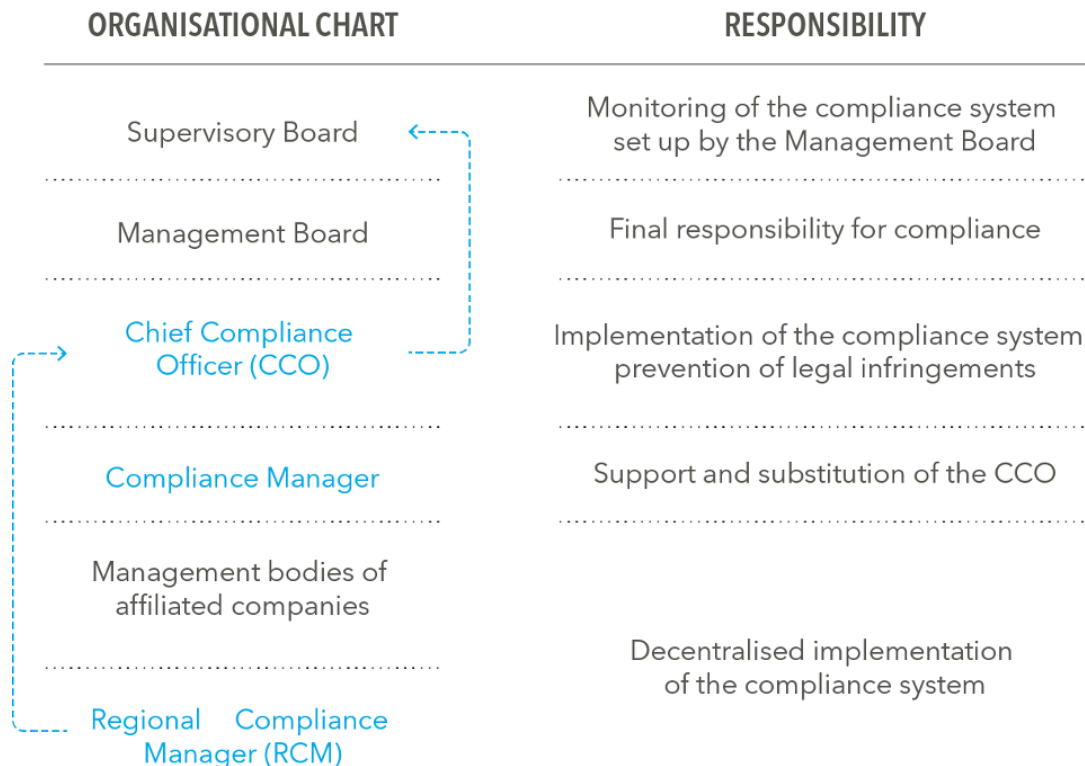 ORGANISATIONAL CHART
RESPONSIBILITY
Supervisory Board
Monitoring of the compliance system
set up by the Management Board
Management Board
Final responsibility for compliance
Chief Compliance
Officer (CCO)
Implementation of the compliance system,
prevention of legal infringements
Compliance Manager
Support and substitution of the CCO
Management bodies of
affiliated companies
Decentralised implementation
of the compliance system
Regional Compliance
Manager (RCM)